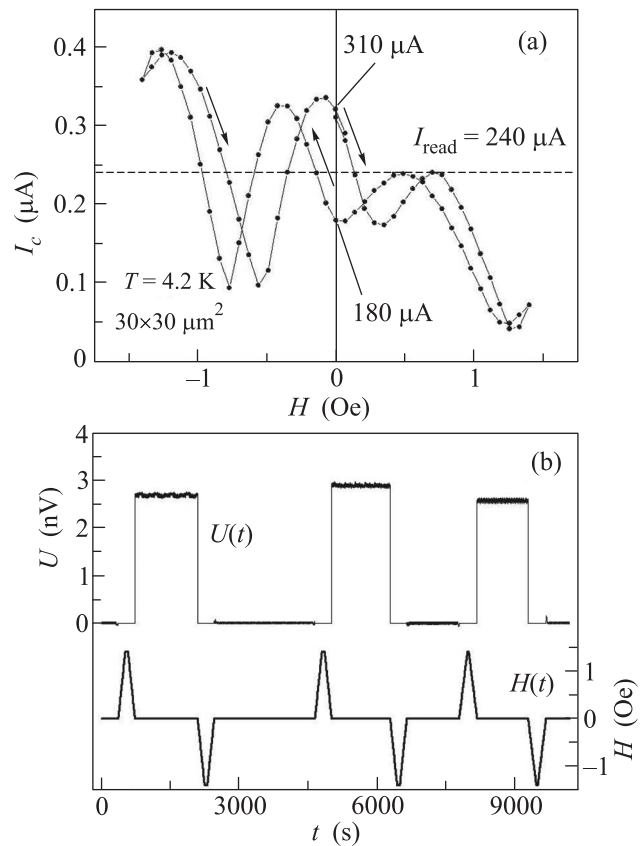 (a)
0.4
0.3
0.2
0.1
0
I_c (μA)
310 μA
I_read = 240 μA
T = 4.2 K
30×30 μm²
180 μA
−1
0
1
H (Oe)
(b)
4
3
2
1
0
U (nV)
U(t)
H(t)
1
0
−1
H (Oe)
0
3000
6000
9000
t (s)